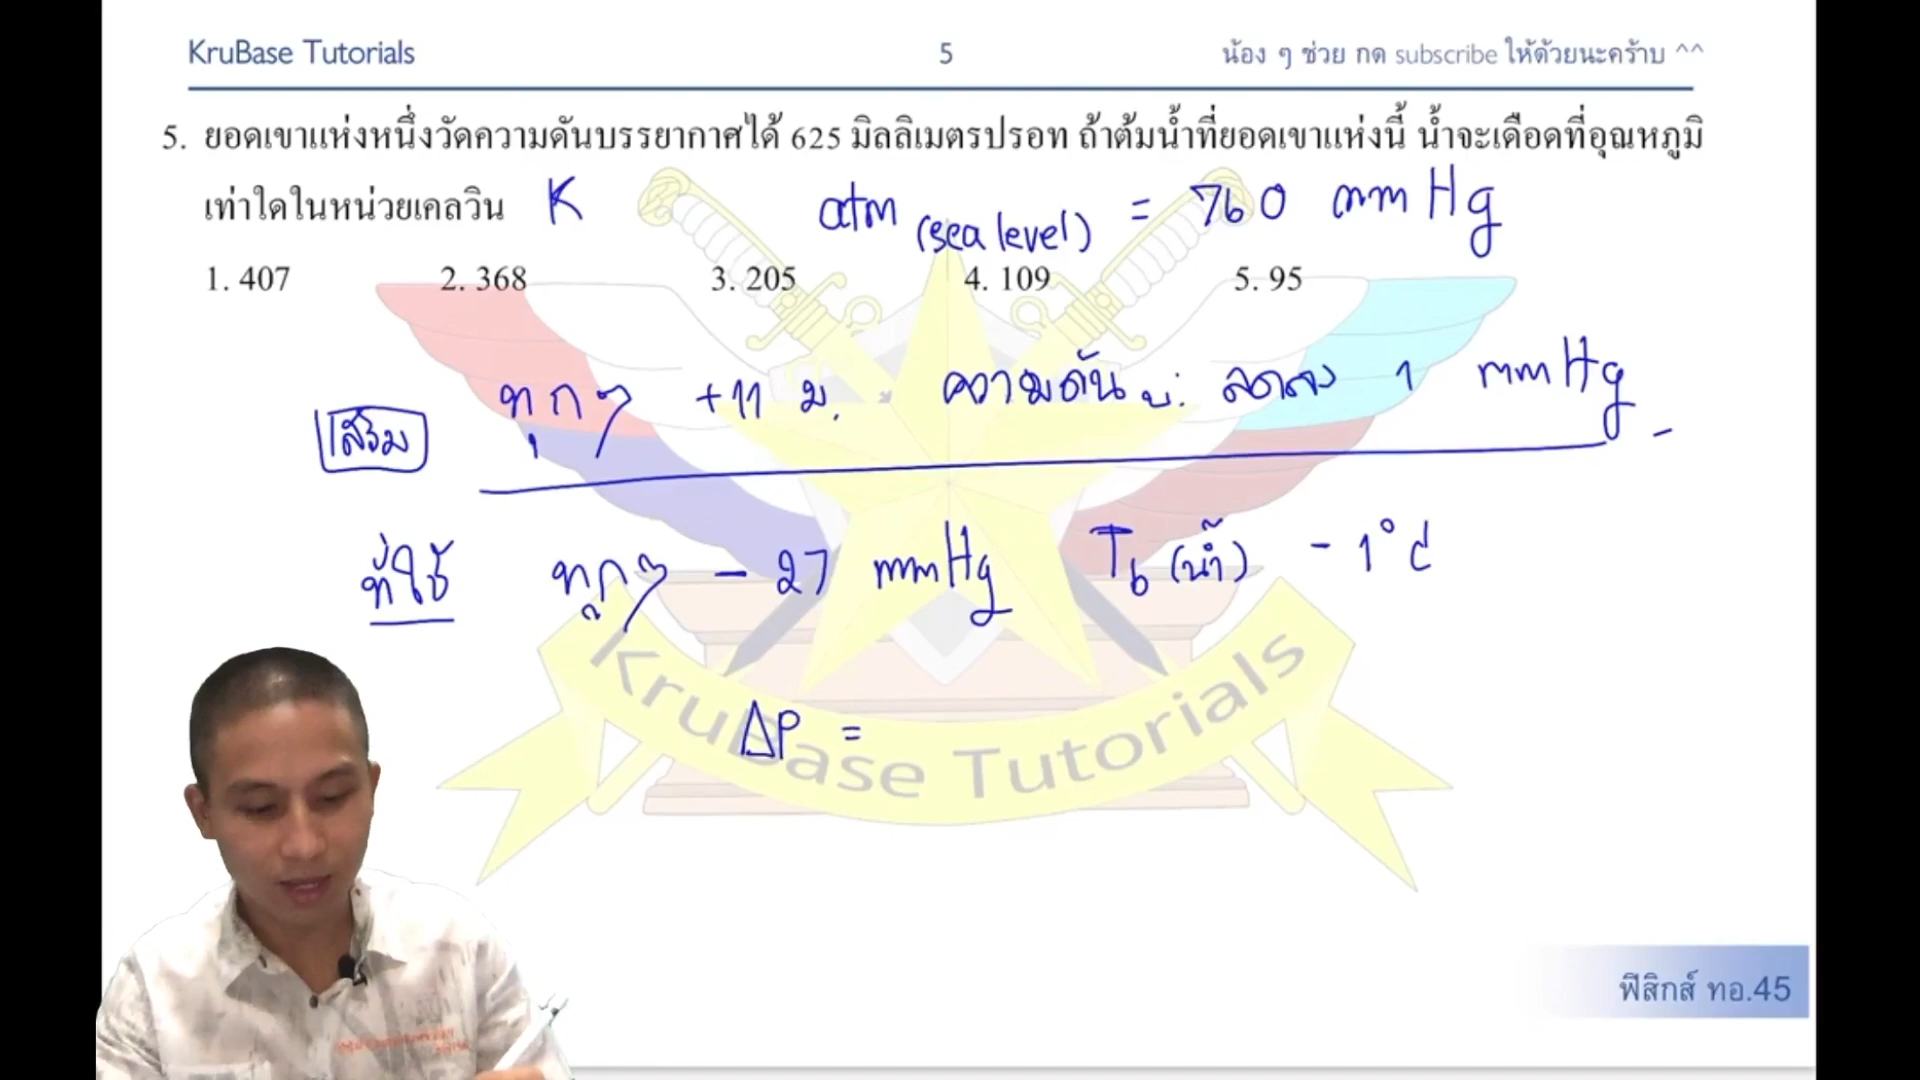 KruBase Tutorials 5 น้อง ๆ ช่วย กด subscribe ให้ด้วยนะคร้าบ ^^
5. ยอดเขาแห่งหนึ่งวัดความดันบรรยากาศได้ 625 มิลลิเมตรปรอท ถ้าต้มน้ำที่ยอดเขาแห่งนี้ น้ำจะเดือดที่อุณหภูมิ
เท่าใดในหน่วยเคลวิน K atm (sea level) = 760 mmHg
1. 407 2. 368 3. 205 4. 109 5. 95
เสริม ทุกๆ +11 ม. ความดัน บ. ลดลง 1 mmHg
ที่ใช้ ทุกๆ - 27 mmHg Tb (น้ำ) - 1°C
ΔP =
KruBase Tutorials
ฟิสิกส์ ทอ.45